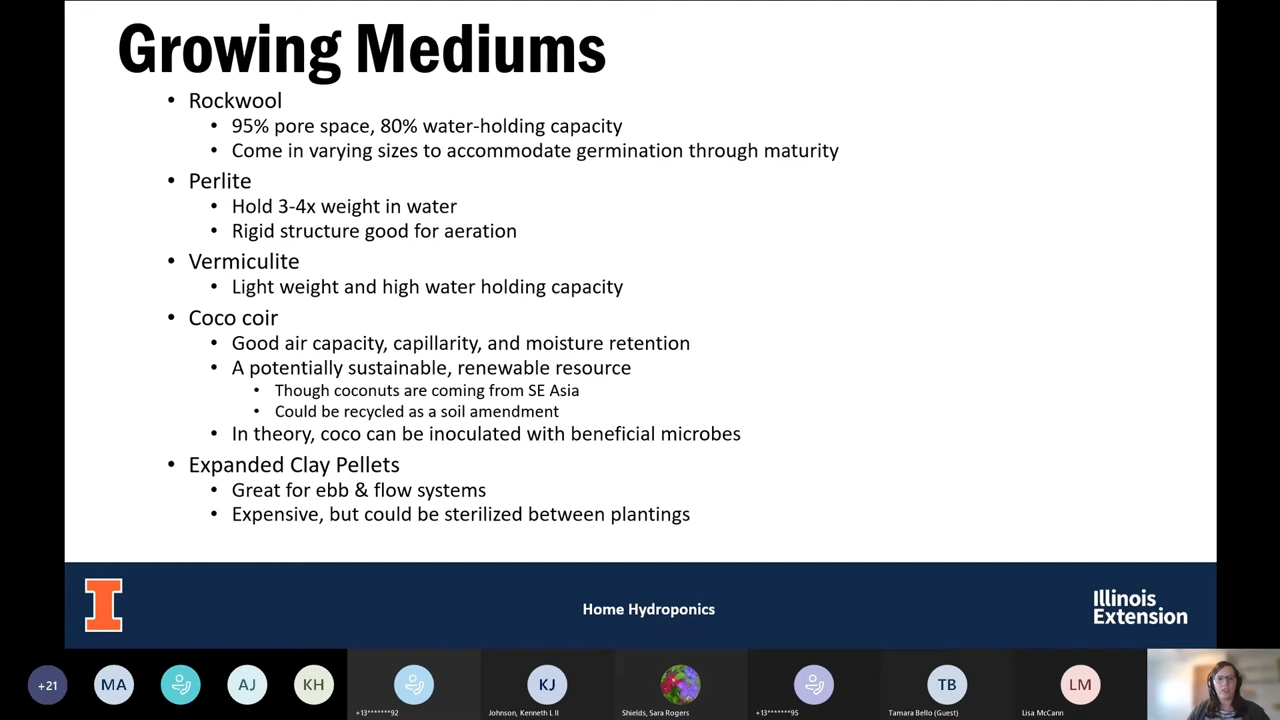 Growing Mediums
• Rockwool
• 95% pore space, 80% water-holding capacity
• Come in varying sizes to accommodate germination through maturity
• Perlite
• Hold 3-4x weight in water
• Rigid structure good for aeration
• Vermiculite
• Light weight and high water holding capacity
• Coco coir
• Good air capacity, capillarity, and moisture retention
• A potentially sustainable, renewable resource
• Though coconuts are coming from SE Asia
• Could be recycled as a soil amendment
• In theory, coco can be inoculated with beneficial microbes
• Expanded Clay Pellets
• Great for ebb & flow systems
• Expensive, but could be sterilized between plantings
I
Home Hydroponics
Illinois
Extension
+21
MA
AJ
KH
KJ
TB
LM
+13*******92
Johnson, Kenneth L II
Shields, Sara Rogers
+13*******95
Tamara Bello (Guest)
Lisa McCann